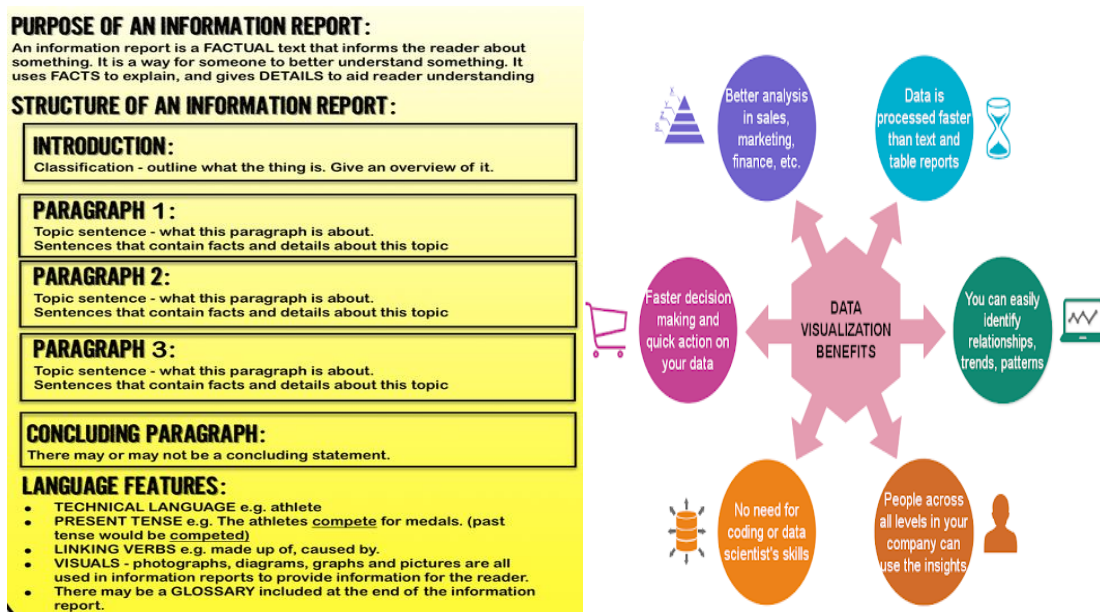 PURPOSE OF AN INFORMATION REPORT:
An information report is a FACTUAL text that informs the reader about
something. It is a way for someone to better understand something. It
uses FACTS to explain, and gives DETAILS to aid reader understanding
STRUCTURE OF AN INFORMATION REPORT:
INTRODUCTION:
Classification - outline what the thing is. Give an overview of it.
PARAGRAPH 1:
Topic sentence - what this paragraph is about.
Sentences that contain facts and details about this topic
PARAGRAPH 2:
Topic sentence - what this paragraph is about.
Sentences that contain facts and details about this topic
PARAGRAPH 3:
Topic sentence - what this paragraph is about.
Sentences that contain facts and details about this topic
CONCLUDING PARAGRAPH:
There may or may not be a concluding statement.
LANGUAGE FEATURES:
• TECHNICAL LANGUAGE e.g. athlete
• PRESENT TENSE e.g. The athletes compete for medals. (past
tense would be competed)
• LINKING VERBS e.g. made up of, caused by.
• VISUALS - photographs, diagrams, graphs and pictures are all
used in information reports to provide information for the reader.
• There may be a GLOSSARY included at the end of the information
report.
Better analysis
in sales,
marketing,
finance, etc.
Data is
processed faster
than text and
table reports
Faster decision
making and
quick action on
your data
DATA
VISUALIZATION
BENEFITS
You can easily
identify
relationships,
trends, patterns
No need for
coding or data
scientist's skills
People across
all levels in your
company can
use the insights